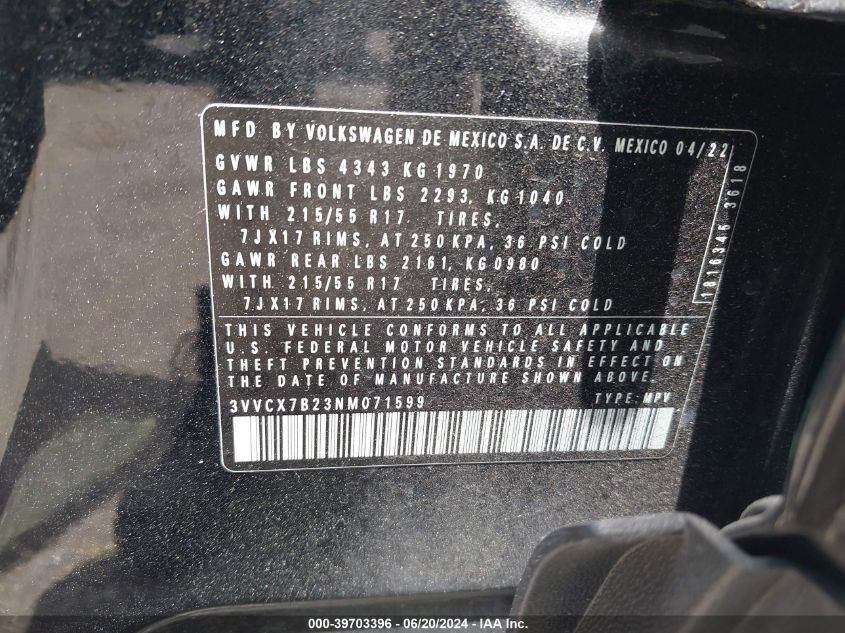 MFD BY VOLKSWAGEN DE MEXICO S.A. DE C.V. MEXICO 04/22
GVWR LBS 4343 KG 1970
GAWR FRONT LBS 2293, KG 1040
WITH 215/55 R17 TIRES,
7JX17 RIMS, AT 250 KPA, 36 PSI COLD
GAWR REAR LBS 2161, KG 0980
WITH 215/55 R17 TIRES,
7JX17 RIMS, AT 250 KPA, 36 PSI COLD
1816346 3618
THIS VEHICLE CONFORMS TO ALL APPLICABLE
U.S. FEDERAL MOTOR VEHICLE SAFETY AND
THEFT PREVENTION STANDARDS IN EFFECT ON
THE DATE OF MANUFACTURE SHOWN ABOVE.
3VVCX7B23NM071599 TYPE: MPV
000-39703396 - 06/20/2024 - IAAI.com